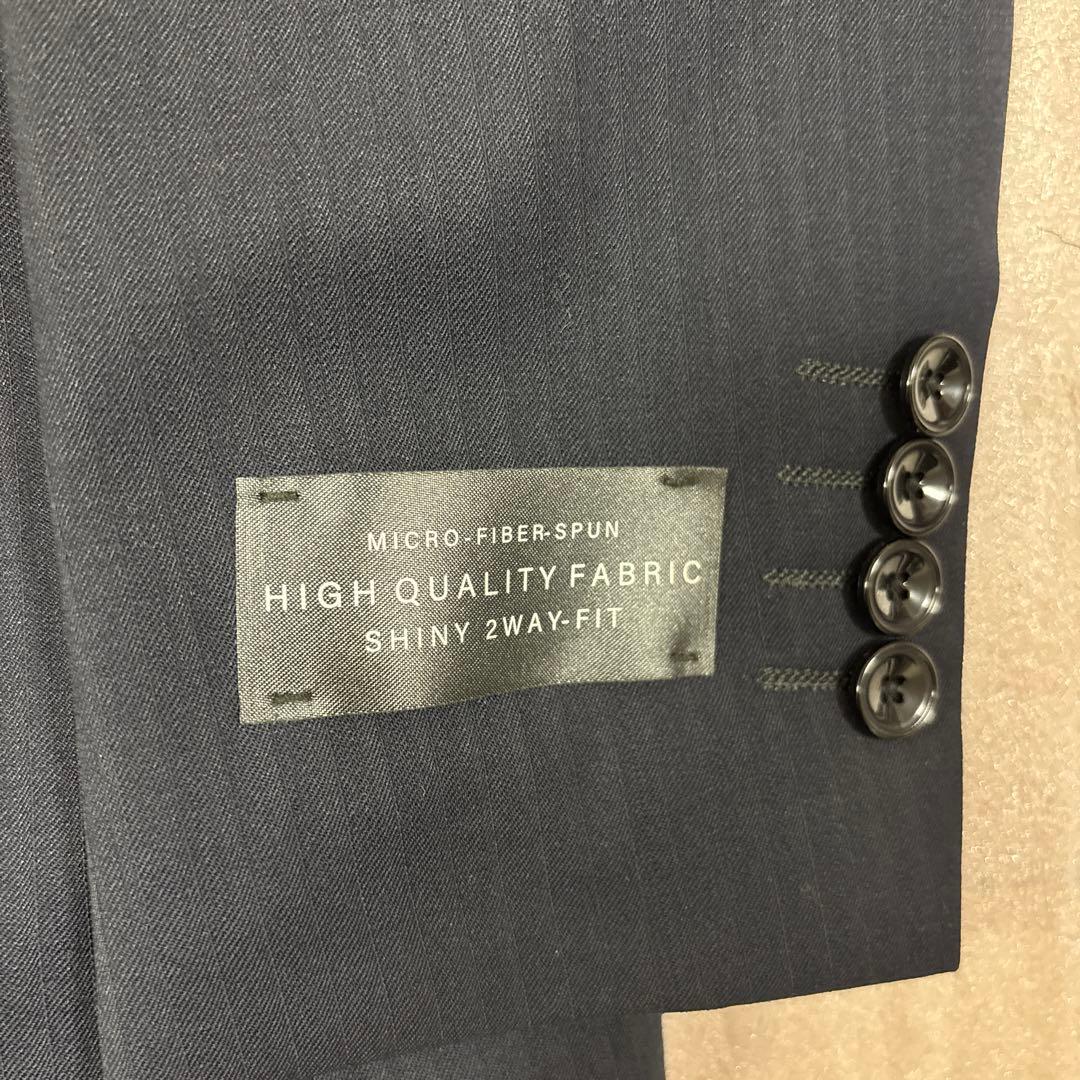 MICRO-FIBER-SPUN
HIGH QUALITY FABRIC
SHINY 2WAY-FIT